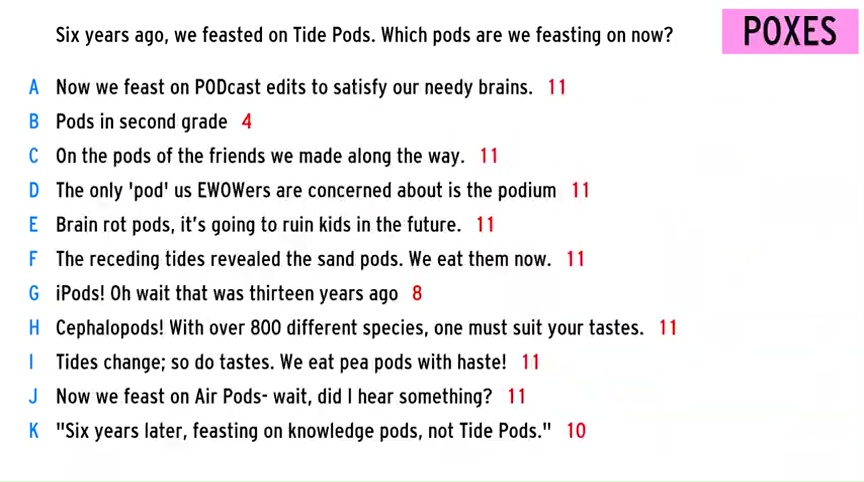 Six years ago, we feasted on Tide Pods. Which pods are we feasting on now?
POXES
A Now we feast on PODcast edits to satisfy our needy brains. 11
B Pods in second grade 4
C On the pods of the friends we made along the way. 11
D The only 'pod' us EWOWers are concerned about is the podium 11
E Brain rot pods, it's going to ruin kids in the future. 11
F The receding tides revealed the sand pods. We eat them now. 11
G iPods! Oh wait that was thirteen years ago 8
H Cephalopods! With over 800 different species, one must suit your tastes. 11
I Tides change; so do tastes. We eat pea pods with haste! 11
J Now we feast on Air Pods- wait, did I hear something? 11
K "Six years later, feasting on knowledge pods, not Tide Pods." 10